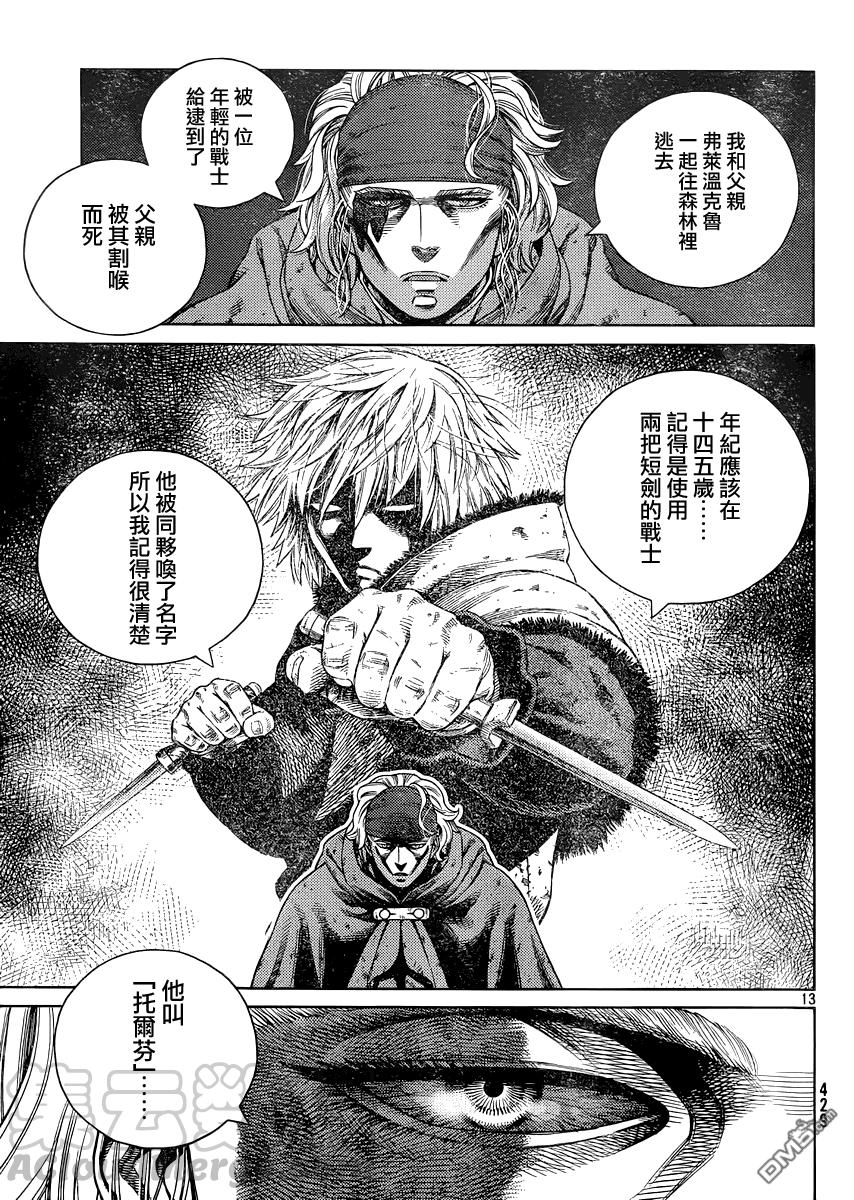 我和父親
弗萊溫克魯
一起往森林裡
逃去
被一位
年輕的戰士
給逮到了
父親
被其割喉
而死
年紀應該在
十四五歲……
記得是使用
兩把短劍的戰士
他被同夥喚了名字
所以我記得很清楚
他叫
「托爾芬」……
13